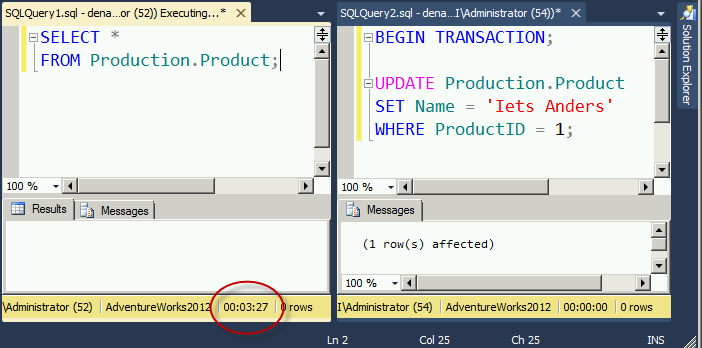 SQLQuery1.sql - dena...or (52)) Executing...*
SELECT *
FROM Production.Product;
100 %
Results
Messages
\Administrator (52)
AdventureWorks2012
00:03:27
0 rows
SQLQuery2.sql - dena...I\Administrator (54))*
BEGIN TRANSACTION;
UPDATE Production.Product
SET Name = 'Iets Anders'
WHERE ProductID = 1;
100 %
Messages
(1 row(s) affected)
100 %
I\Administrator (54)
AdventureWorks2012
00:00:00
0 rows
Solution Explorer
Ln 2
Col 25
Ch 25
INS